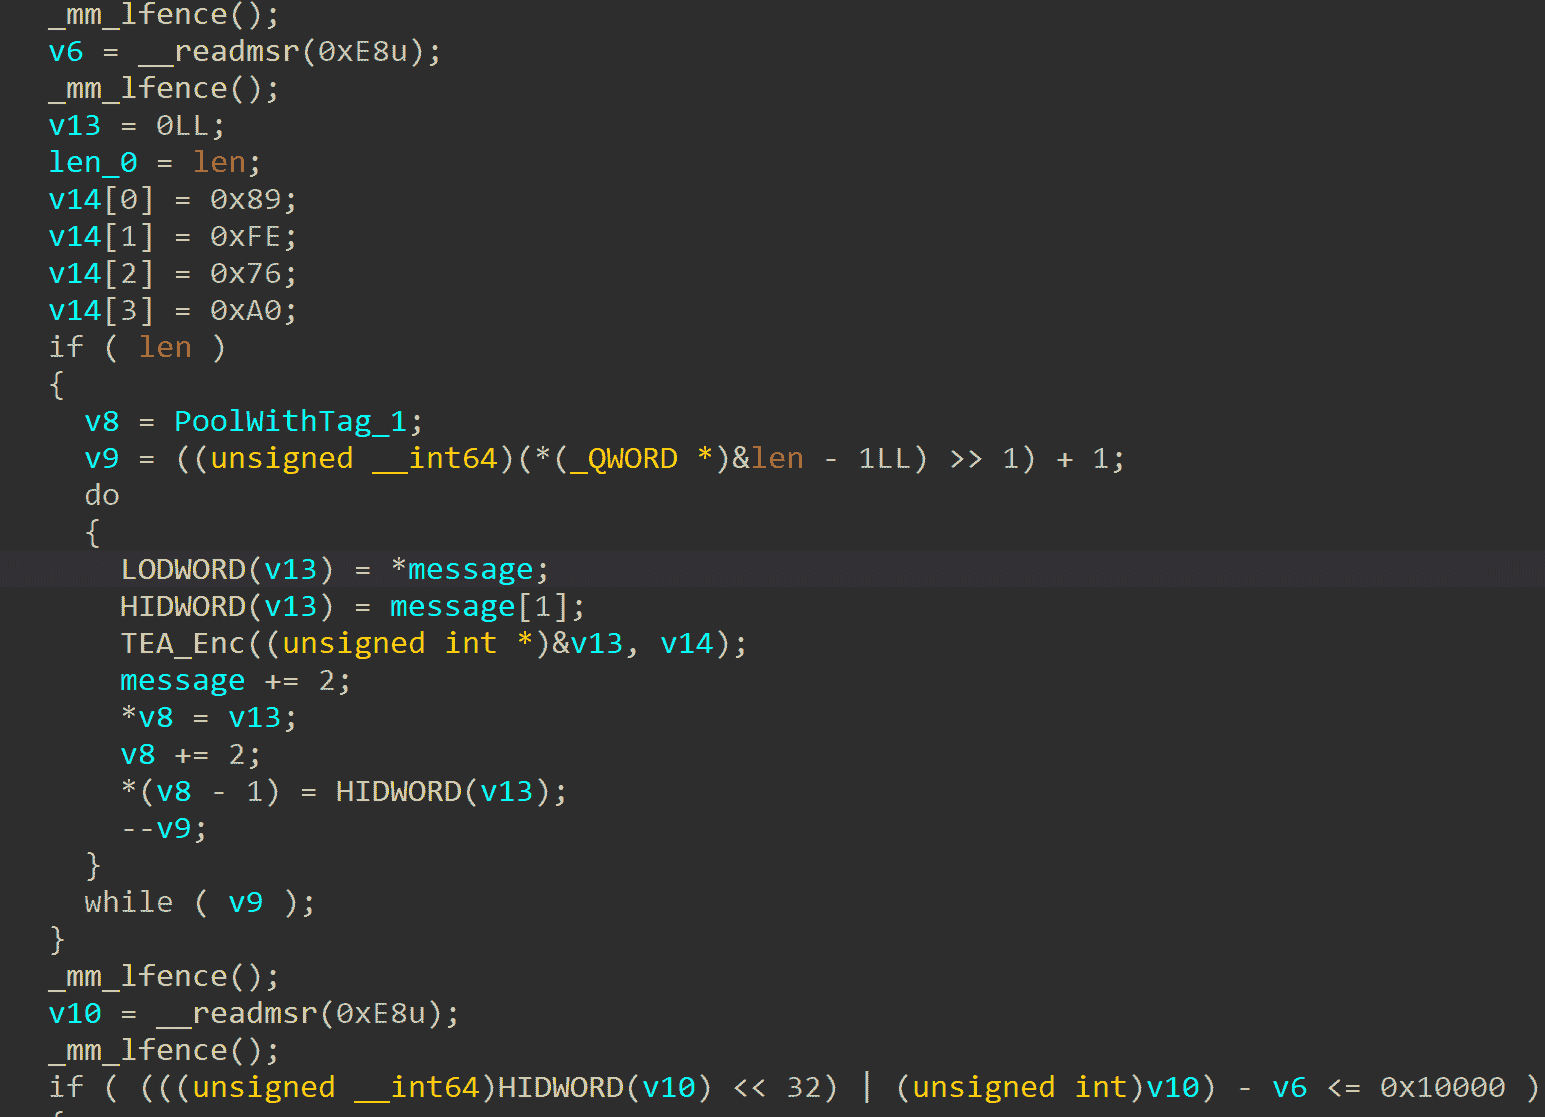 _mm_lfence();
v6 = __readmsr(0xE8u);
_mm_lfence();
v13 = 0LL;
len_0 = len;
v14[0] = 0x89;
v14[1] = 0xFE;
v14[2] = 0x76;
v14[3] = 0xA0;
if ( len )
{
v8 = PoolWithTag_1;
v9 = ((unsigned __int64)(*(_QWORD *)&len - 1LL) >> 1) + 1;
do
{
LODWORD(v13) = *message;
HIDWORD(v13) = message[1];
TEA_Enc((unsigned int *)&v13, v14);
message += 2;
*v8 = v13;
v8 += 2;
*(v8 - 1) = HIDWORD(v13);
--v9;
}
while ( v9 );
}
_mm_lfence();
v10 = __readmsr(0xE8u);
_mm_lfence();
if ( (((unsigned __int64)HIDWORD(v10) << 32) | (unsigned int)v10) - v6 <= 0x10000 )